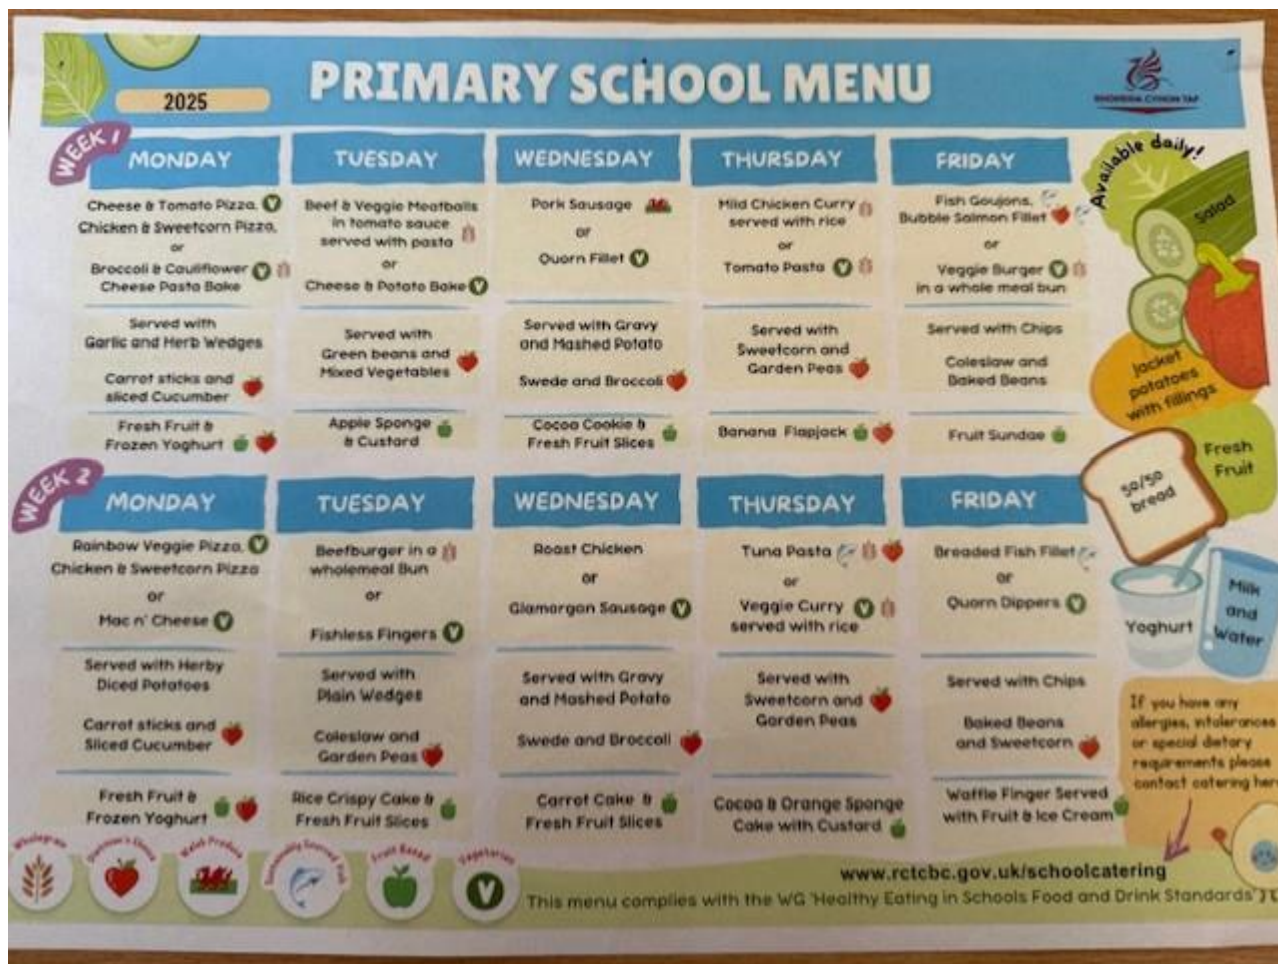 PRIMARY SCHOOL MENU
2025
RHONDDA CYNON TAF
WEEK 1
MONDAY
Cheese & Tomato Pizza, V
Chicken & Sweetcorn Pizza,
or
Broccoli & Cauliflower V
Cheese Pasta Bake
Served with
Garlic and Herb Wedges
Carrot sticks and
sliced Cucumber
Fresh Fruit &
Frozen Yoghurt
TUESDAY
Beef & Veggie Meatballs
in tomato sauce
served with pasta
or
Cheese & Potato Bake V
Served with
Green beans and
Mixed Vegetables
Apple Sponge
& Custard
WEDNESDAY
Pork Sausage
or
Quorn Fillet V
Served with Gravy
and Mashed Potato
Swede and Broccoli
Cocoa Cookie &
Fresh Fruit Slices
THURSDAY
Mild Chicken Curry
served with rice
or
Tomato Pasta V
Served with
Sweetcorn and
Garden Peas
Banana Flapjack
FRIDAY
Fish Goujons,
Bubble Salmon Fillet
or
Veggie Burger V
in a whole meal bun
Served with Chips
Coleslaw and
Baked Beans
Fruit Sundae
WEEK 2
MONDAY
Rainbow Veggie Pizza, V
Chicken & Sweetcorn Pizza
or
Mac n' Cheese V
Served with Herby
Diced Potatoes
Carrot sticks and
Sliced Cucumber
Fresh Fruit &
Frozen Yoghurt
TUESDAY
Beefburger in a
wholemeal Bun
or
Fishless Fingers V
Served with
Plain Wedges
Coleslaw and
Garden Peas
Rice Crispy Cake &
Fresh Fruit Slices
WEDNESDAY
Roast Chicken
or
Glamorgan Sausage V
Served with Gravy
and Mashed Potato
Swede and Broccoli
Carrot Cake &
Fresh Fruit Slices
THURSDAY
Tuna Pasta
or
Veggie Curry V
served with rice
Served with
Sweetcorn and
Garden Peas
Cocoa & Orange Sponge
Cake with Custard
FRIDAY
Breaded Fish Fillet
or
Quorn Dippers V
Served with Chips
Baked Beans
and Sweetcorn
Waffle Finger Served
with Fruit & Ice Cream
Available daily!
Salad
Jacket
potatoes
with fillings
Fresh
Fruit
50/50
bread
Yoghurt
Milk
and
Water
If you have any
allergies, intolerances
or special dietary
requirements please
contact catering here
Wholegrain
Welsh Produce
Sustainably Sourced Fish
Fruit Based
Vegetarian
V
www.rctcbc.gov.uk/schoolcatering
This menu complies with the WG 'Healthy Eating in Schools Food and Drink Standards'